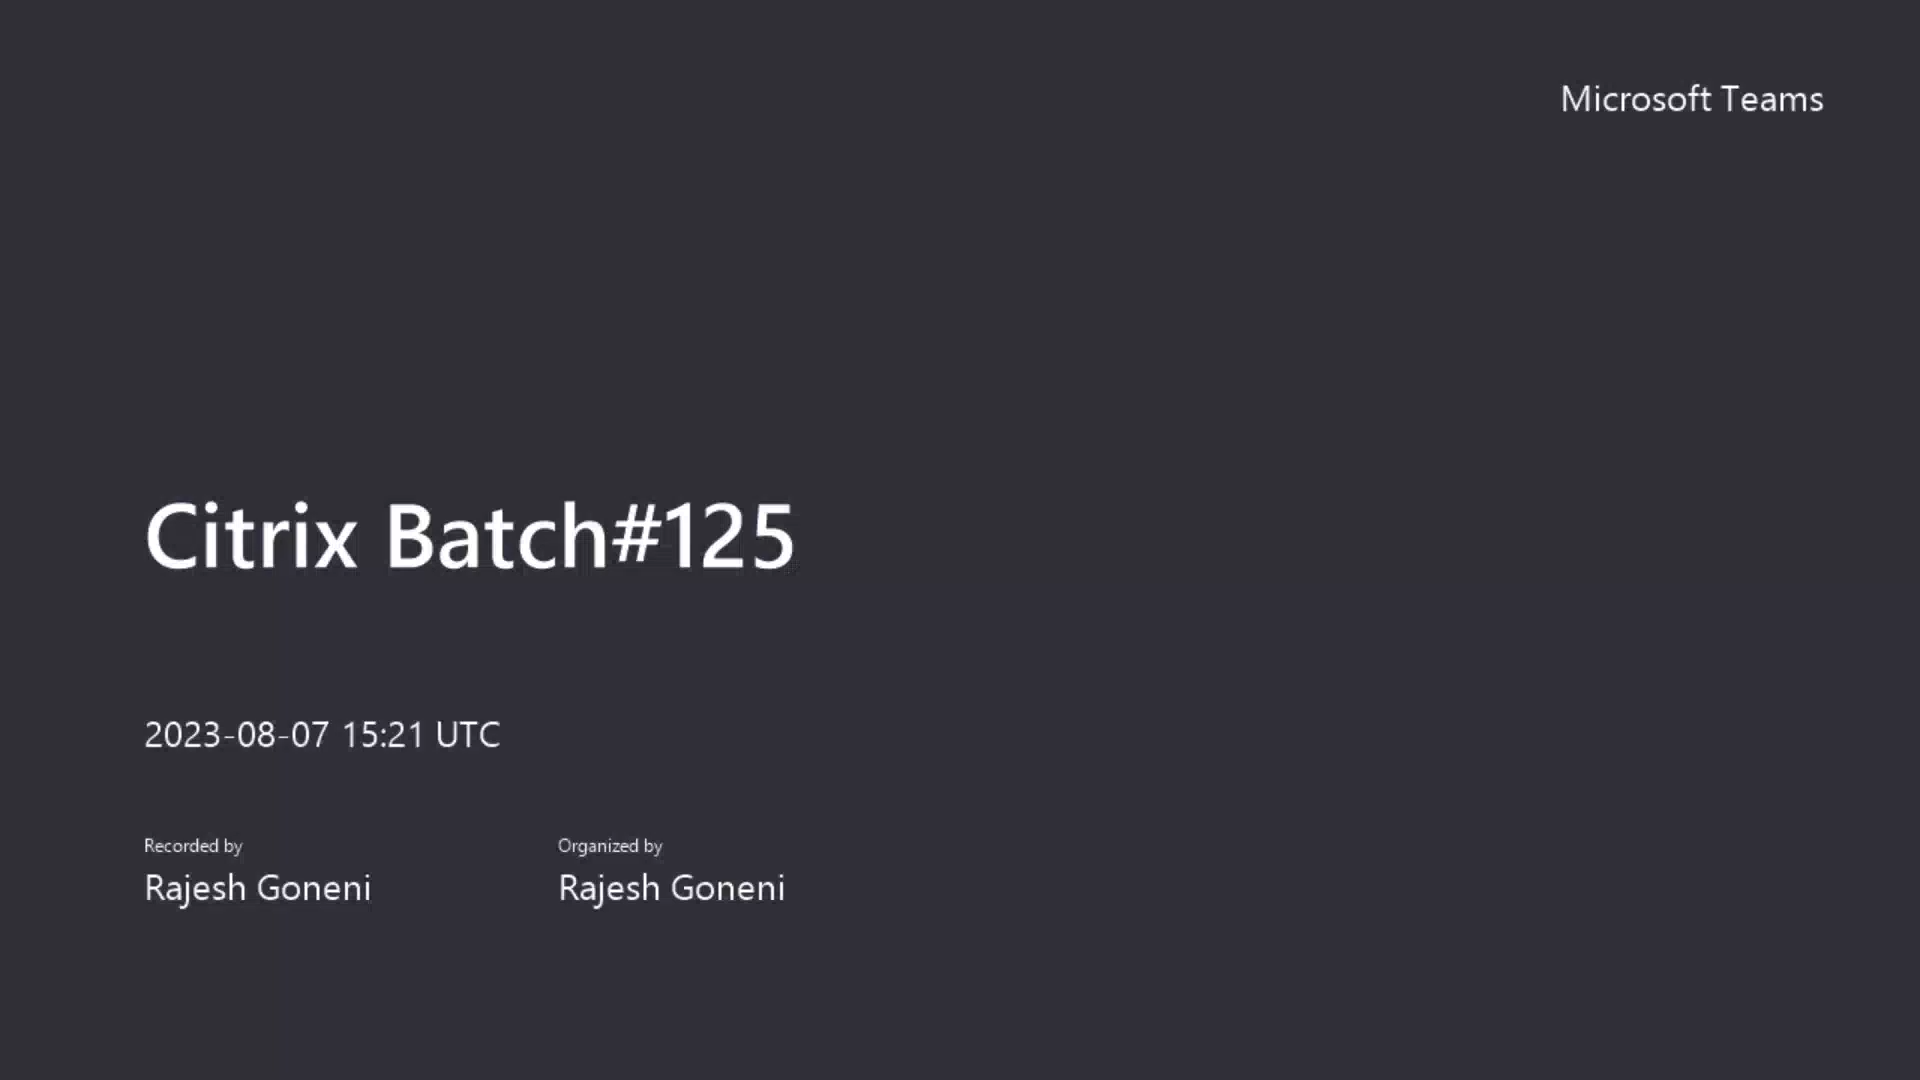 Microsoft Teams
Citrix Batch#125
2023-08-07 15:21 UTC
Recorded by
Rajesh Goneni
Organized by
Rajesh Goneni